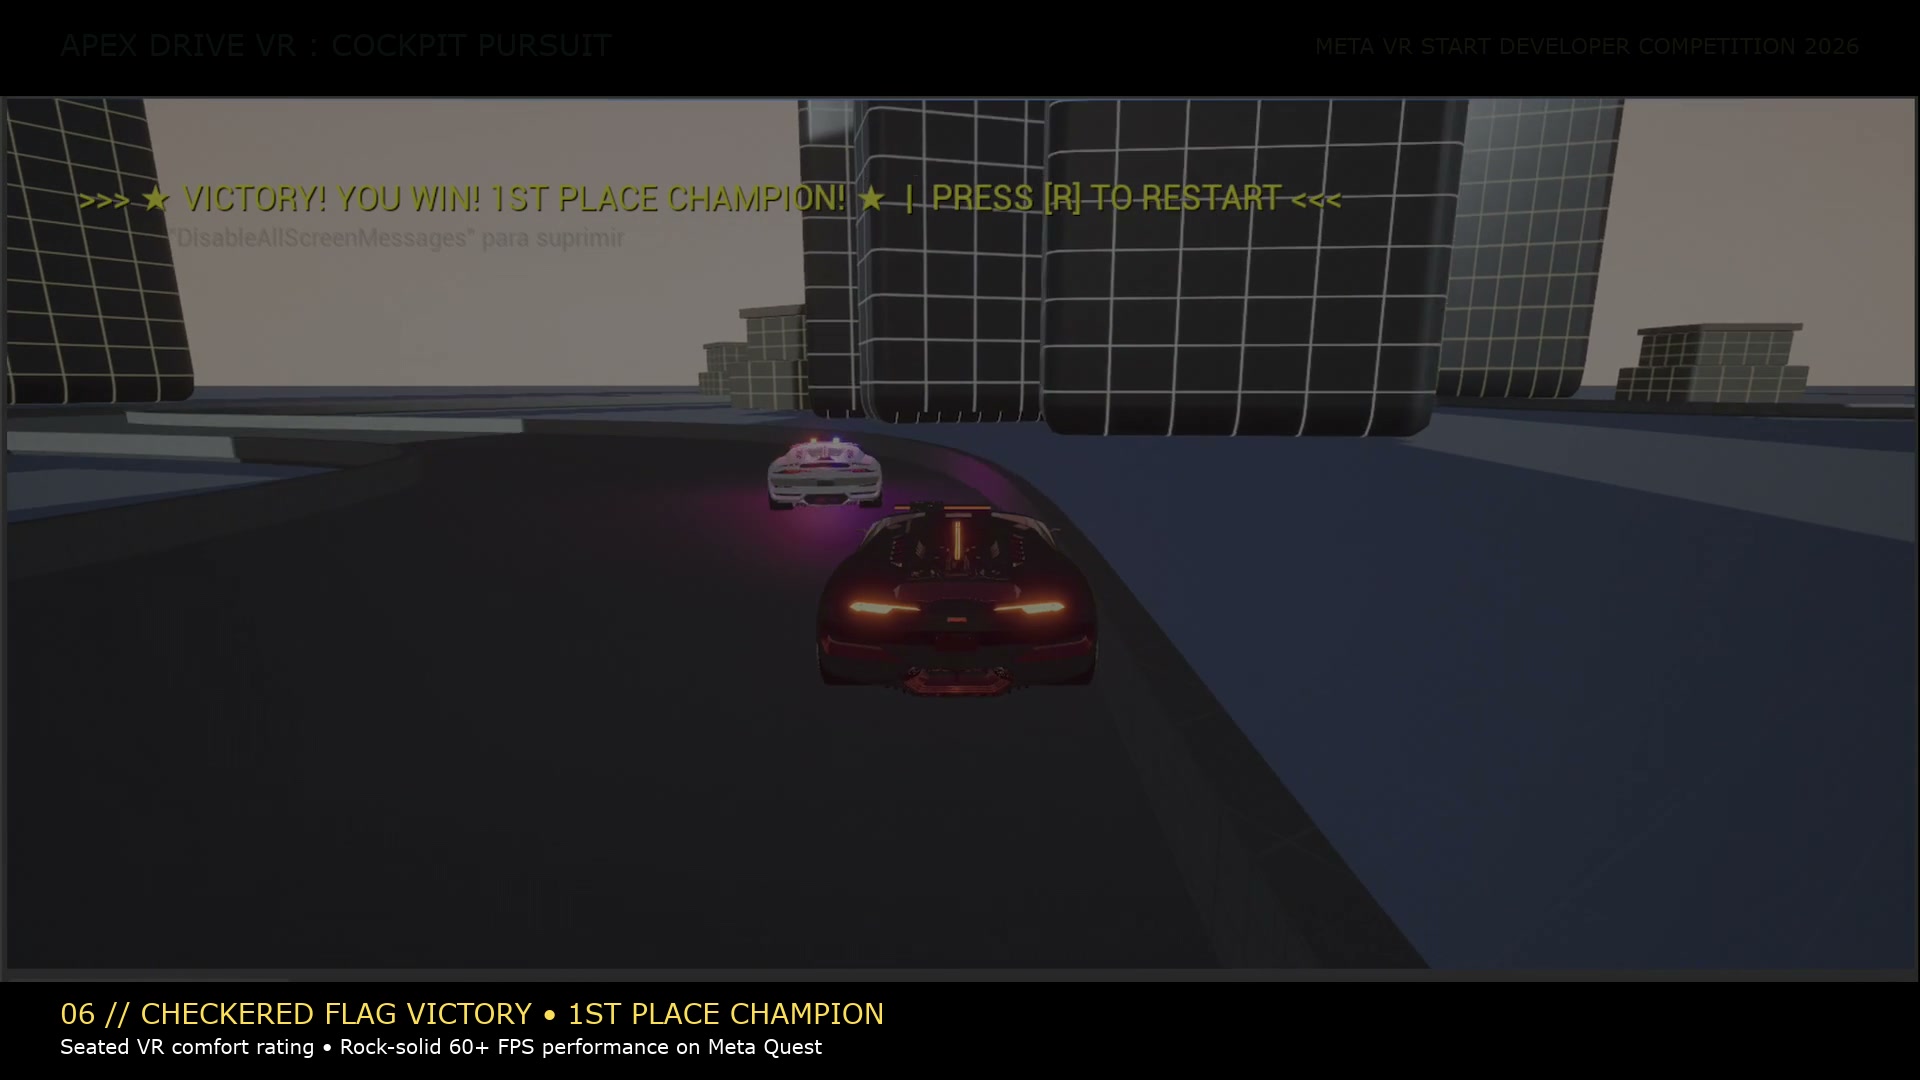 APEX DRIVE VR : COCKPIT PURSUIT
META VR START DEVELOPER COMPETITION 2026
>>> ★ VICTORY! YOU WIN! 1ST PLACE CHAMPION! ★ | PRESS [R] TO RESTART <<<
"DisableAllScreenMessages" para suprimir
06 // CHECKERED FLAG VICTORY • 1ST PLACE CHAMPION
Seated VR comfort rating • Rock-solid 60+ FPS performance on Meta Quest